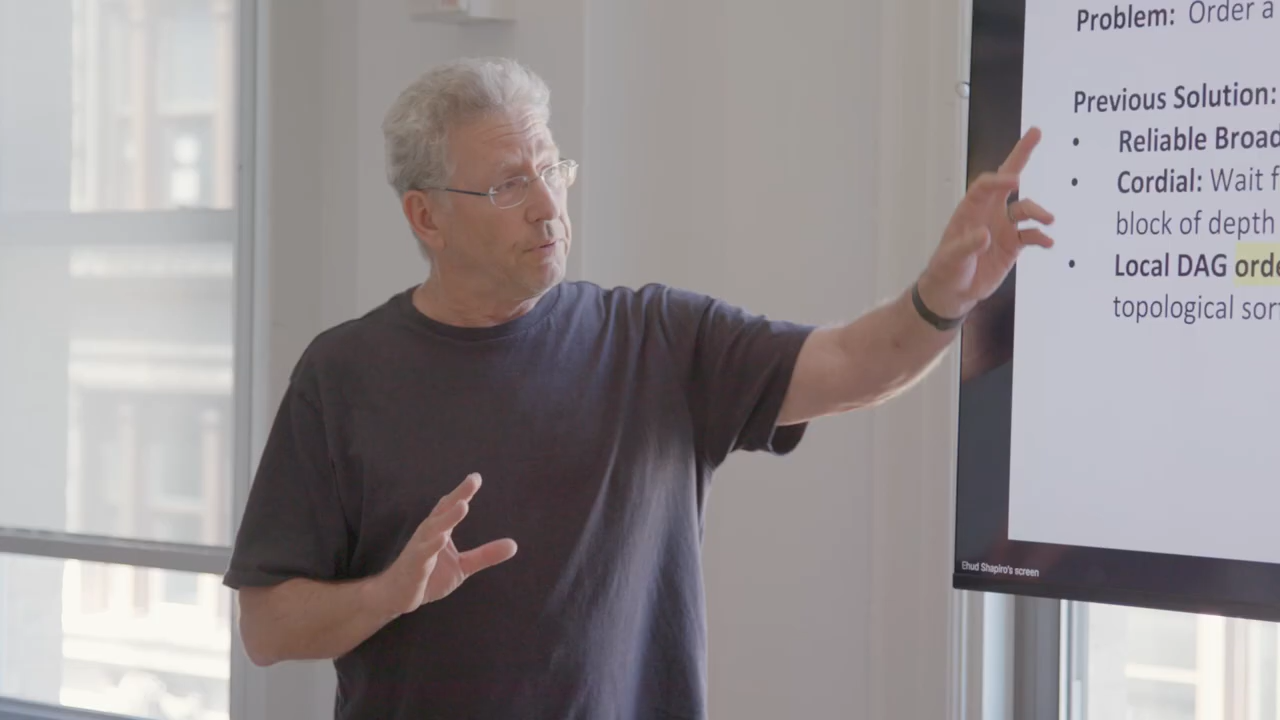 Problem: Order a
Previous Solution:
• Reliable Broad
• Cordial: Wait f
block of depth
• Local DAG orde
topological sor
Ehud Shapiro's screen